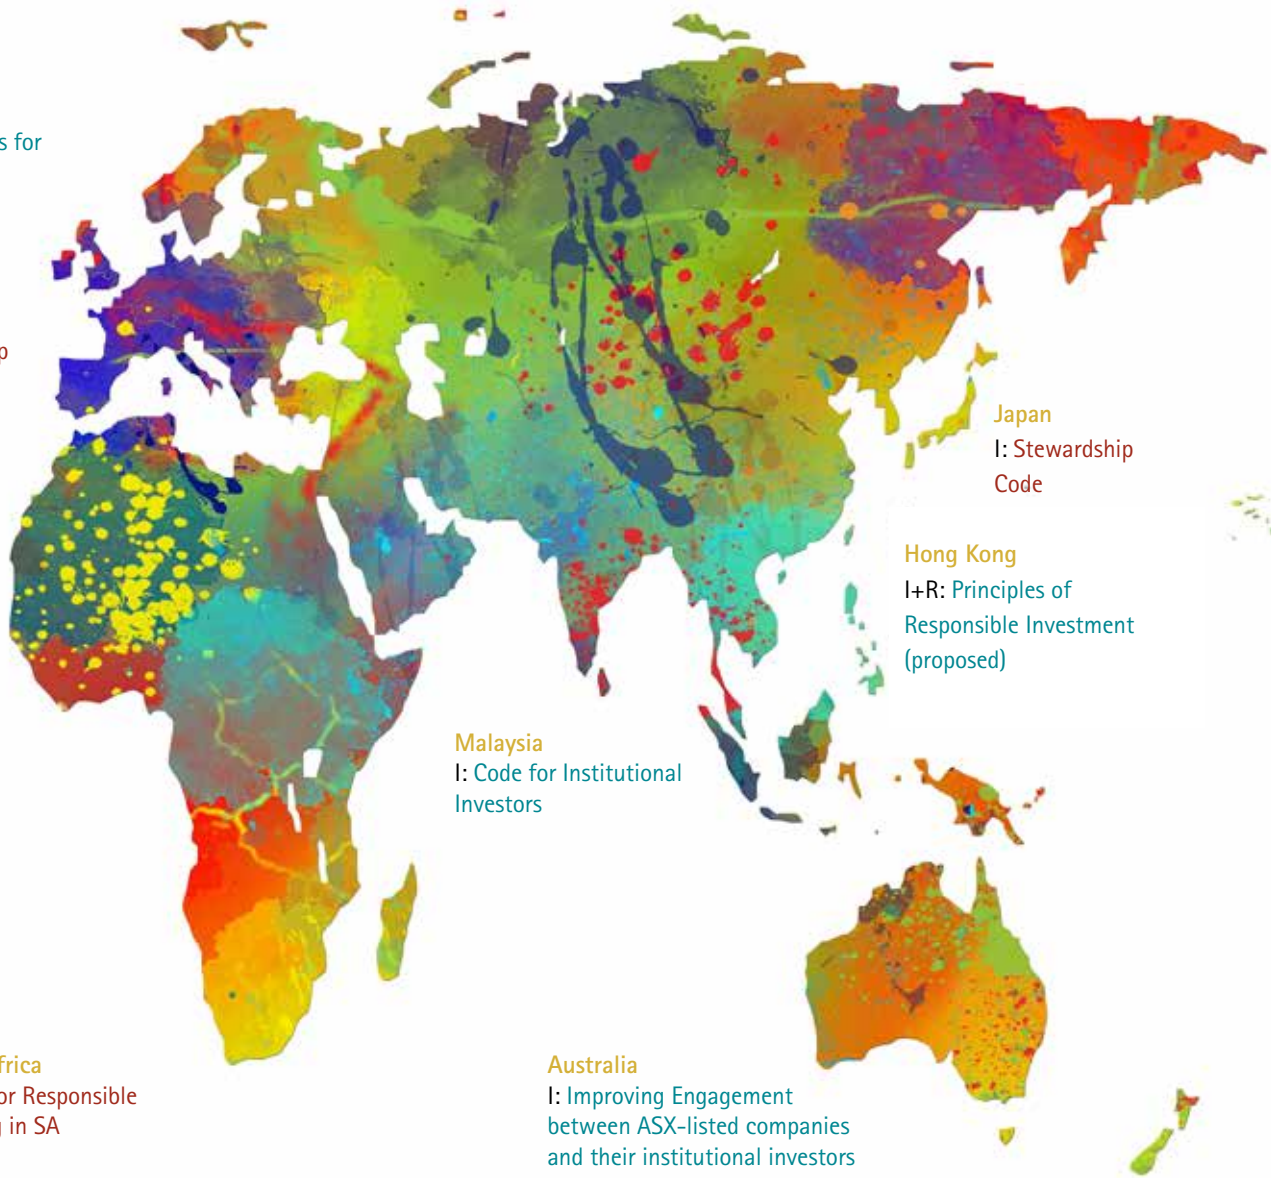 s for
p
Japan
I: Stewardship
Code
Hong Kong
I+R: Principles of
Responsible Investment
(proposed)
Malaysia
I: Code for Institutional
Investors
frica
or Responsible
g in SA
Australia
I: Improving Engagement
between ASX-listed companies
and their institutional investors